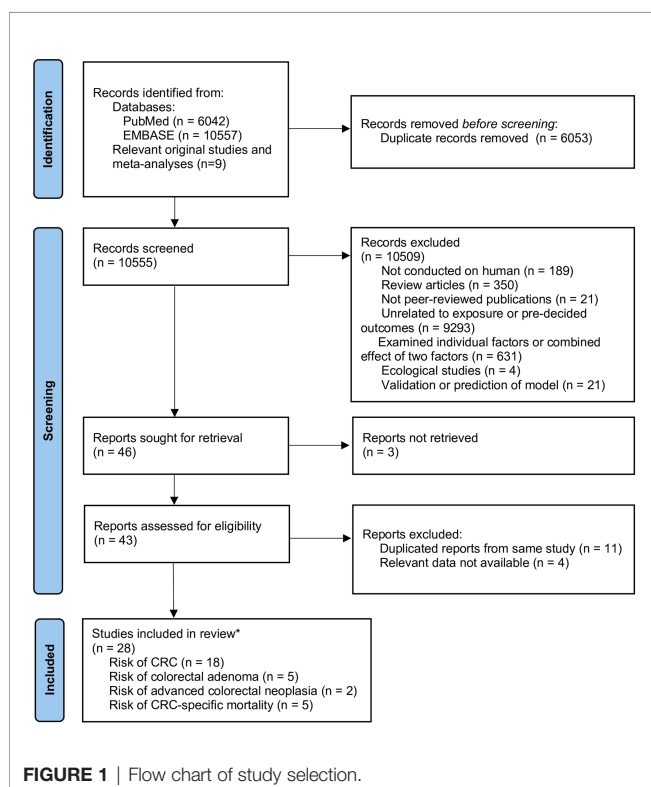 Identification
Records identified from:
Databases:
PubMed (n = 6042)
EMBASE (n = 10557)
Relevant original studies and
meta-analyses (n=9)
Records removed before screening:
Duplicate records removed (n = 6053)
Screening
Records screened
(n = 10555)
Records excluded
(n = 10509)
Not conducted on human (n = 189)
Review articles (n = 350)
Not peer-reviewed publications (n = 21)
Unrelated to exposure or pre-decided
outcomes (n = 9293)
Examined individual factors or combined
effect of two factors (n = 631)
Ecological studies (n = 4)
Validation or prediction of model (n = 21)
Reports sought for retrieval
(n = 46)
Reports not retrieved
(n = 3)
Reports assessed for eligibility
(n = 43)
Reports excluded:
Duplicated reports from same study (n = 11)
Relevant data not available (n = 4)
Included
Studies included in review*
(n = 28)
Risk of CRC (n = 18)
Risk of colorectal adenoma (n = 5)
Risk of advanced colorectal neoplasia (n = 2)
Risk of CRC-specific mortality (n = 5)
FIGURE 1 | Flow chart of study selection.